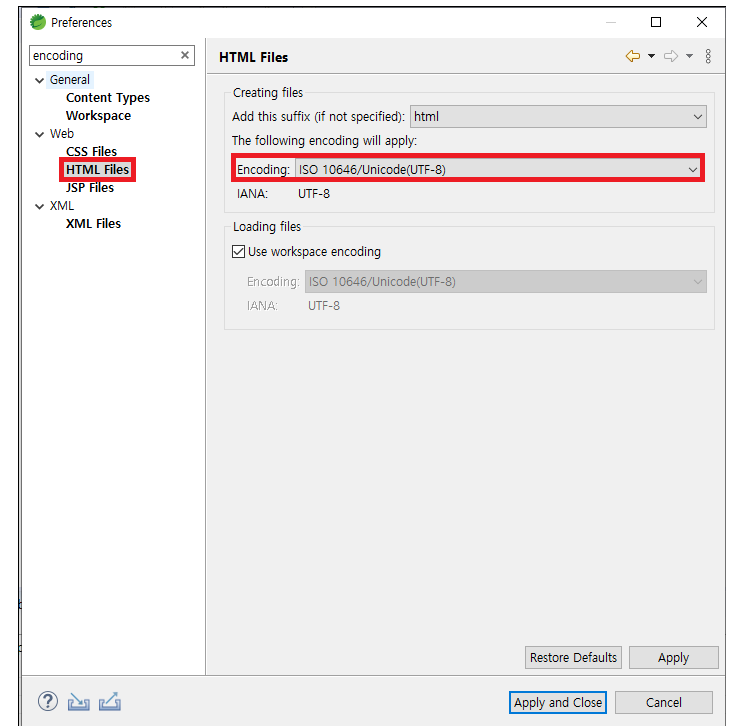 Preferences
encoding
General
Content Types
Workspace
Web
CSS Files
HTML Files
JSP Files
XML
XML Files
HTML Files
Creating files
Add this suffix (if not specified): html
The following encoding will apply:
Encoding: ISO 10646/Unicode(UTF-8)
IANA: UTF-8
Loading files
Use workspace encoding
Encoding: ISO 10646/Unicode(UTF-8)
IANA: UTF-8
Restore Defaults Apply
Apply and Close Cancel